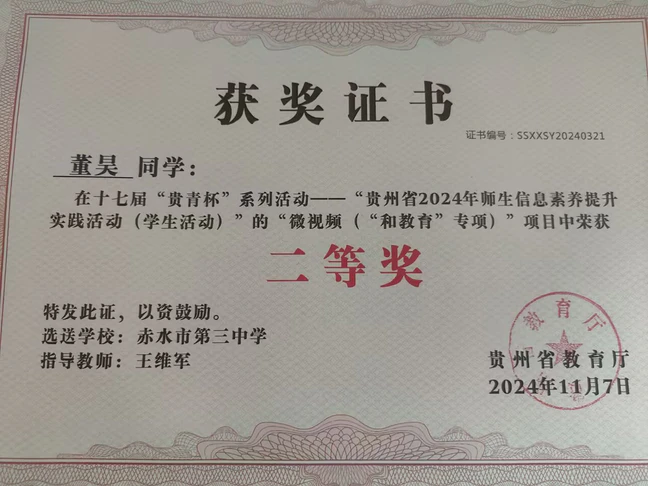 获奖证书
证书编号：SSXXSY20240321
董昊 同学：
在十七届“贵青杯”系列活动——“贵州省2024年师生信息素养提升
实践活动（学生活动）”的“微视频（“和教育”专项）”项目中荣获
二等奖
特发此证，以资鼓励。
选送学校：赤水市第三中学
指导教师：王维军
贵州省教育厅
2024年11月7日
教育厅